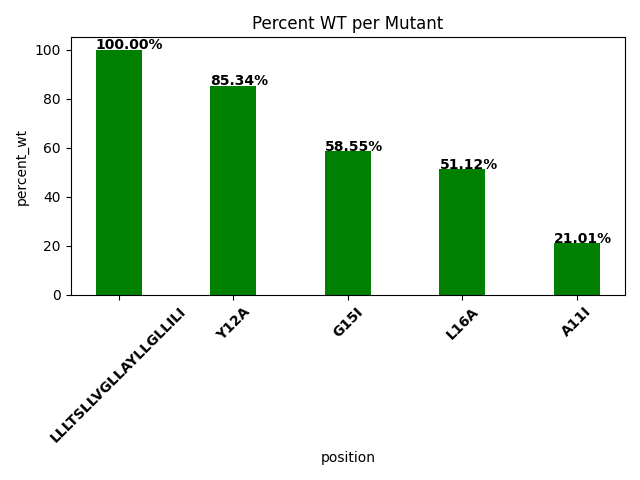 Percent WT per Mutant
percent_wt
100
80
60
40
20
0
100.00%
85.34%
58.55%
51.12%
21.01%
LLLTSLLVGLLAYLLGLLILI
Y12A
G15I
L16A
A11I
position